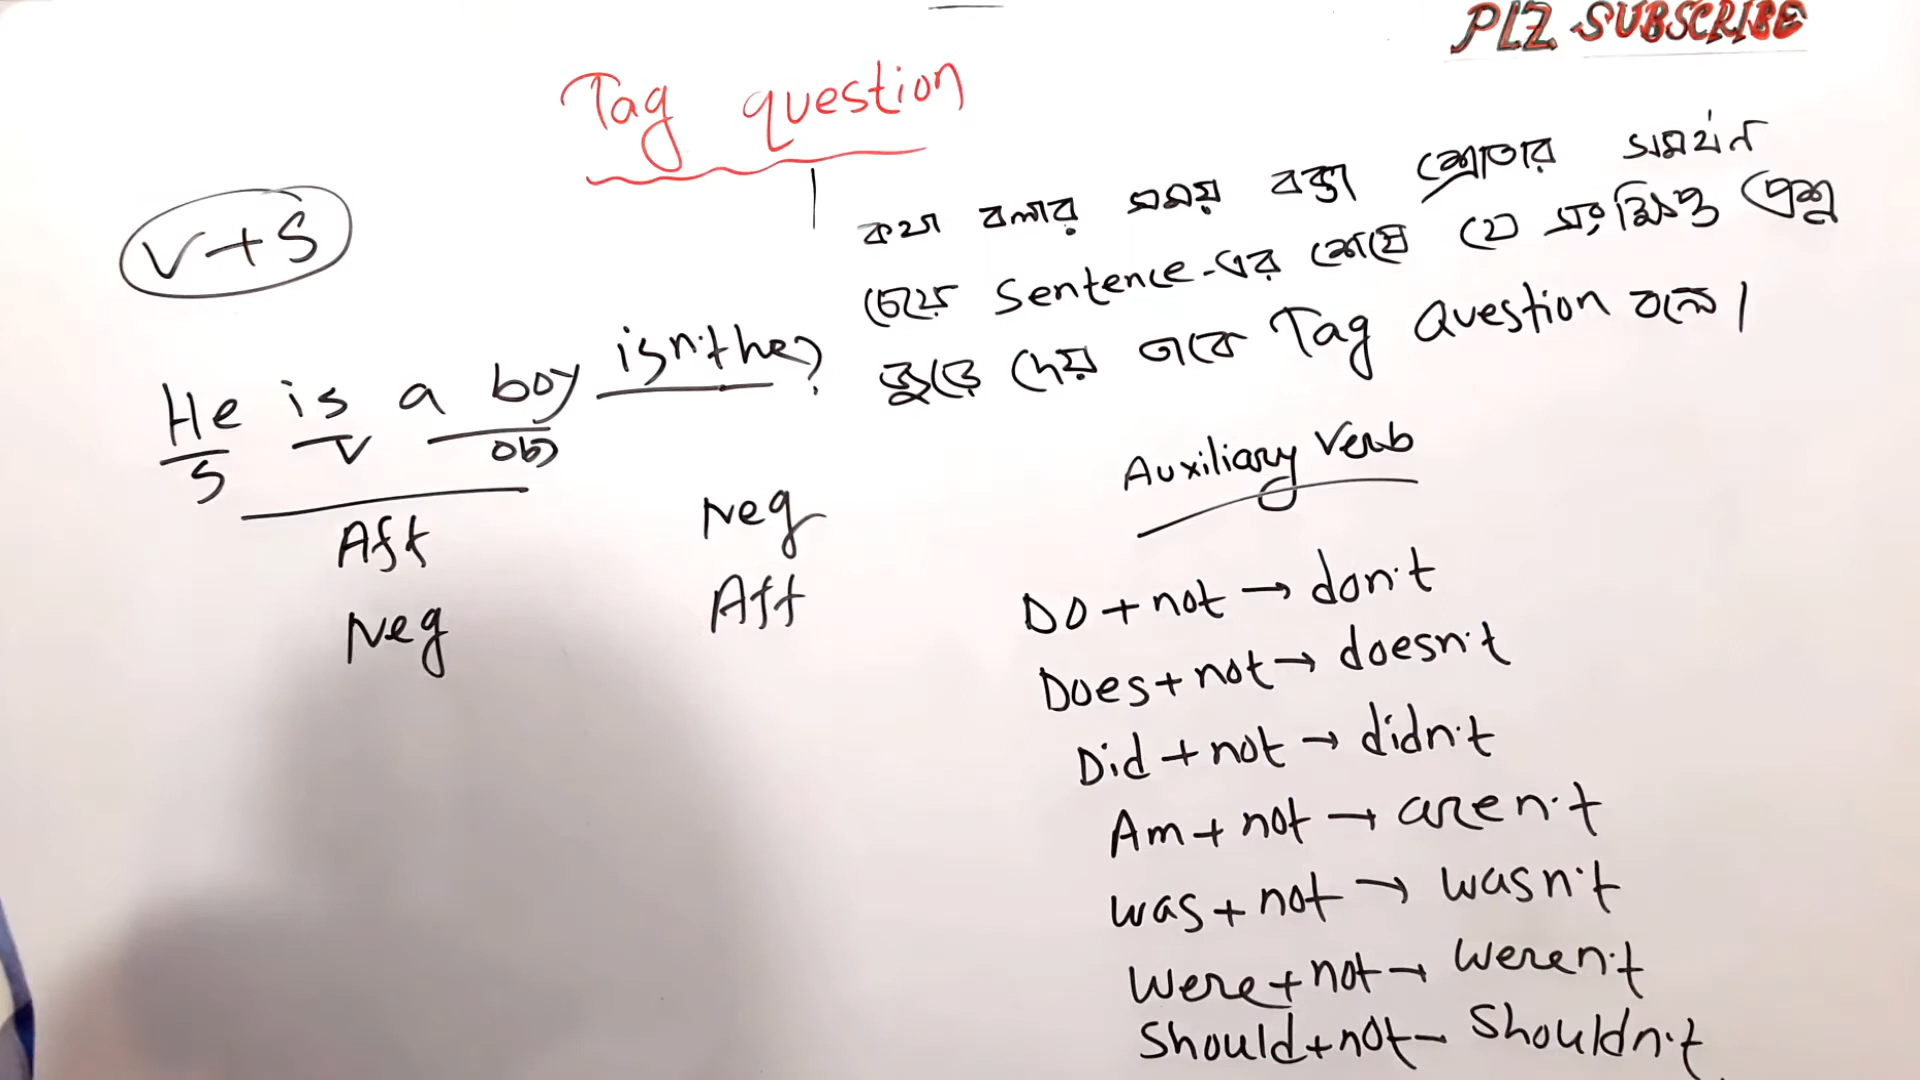 PLZ SUBSCRIBE
Tag question
কথা বলার সময় বক্তা শ্রোতার সমর্থন
চেয়ে Sentence-এর শেষে যে সংক্ষিপ্ত প্রশ্ন
জুড়ে দেয় তাকে Tag Question বলে।
V+S
He is a boy isn't he?
S V ob
Aft Neg
Neg Aff
Auxiliary Verb
Do + not → don't
Does + not → doesn't
Did + not → didn't
Am + not → aren't
was + not → wasn't
were + not → weren't
Should + not – Shouldn't